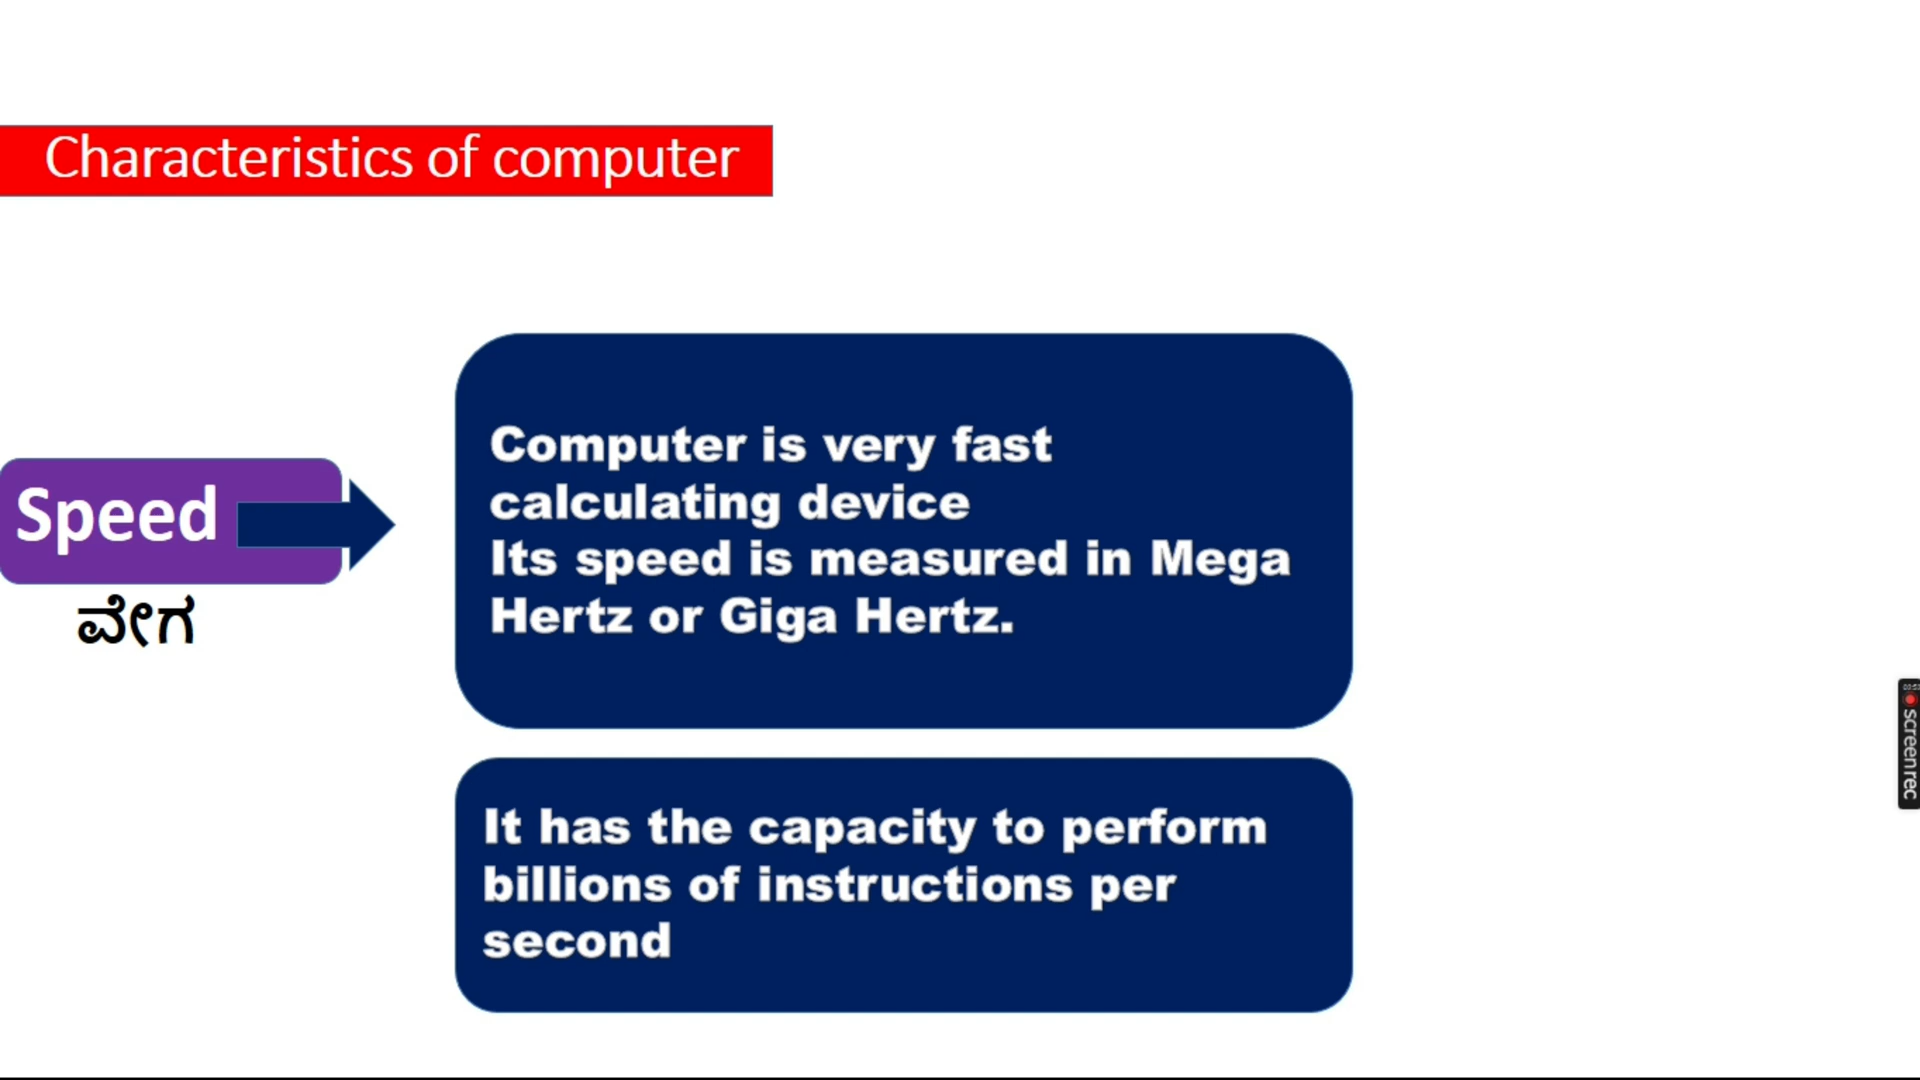 Characteristics of computer
Speed
ವೇಗ
Computer is very fast
calculating device
Its speed is measured in Mega
Hertz or Giga Hertz.
It has the capacity to perform
billions of instructions per
second
screenrec